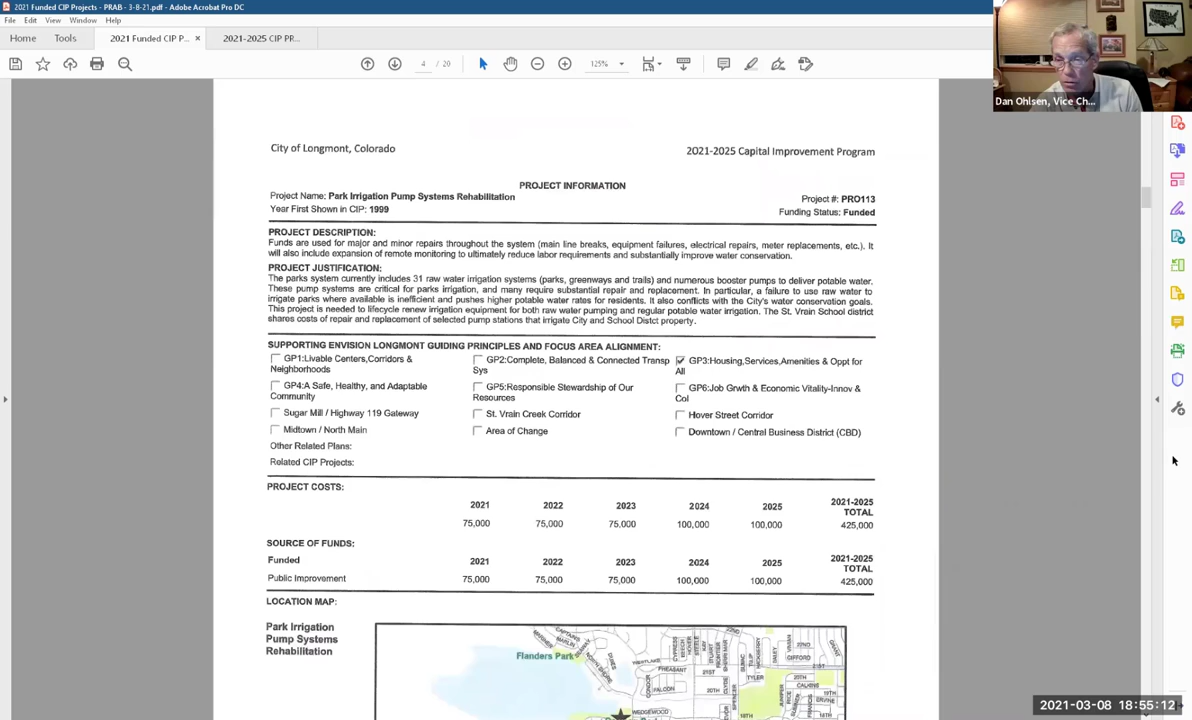 2021 Funded CIP Projects - PRAB - 3-8-21.pdf - Adobe Acrobat Pro DC
File Edit View Window Help
Home Tools 2021 Funded CIP P... × 2021-2025 CIP PR...
4 / 20 125%
Dan Ohlsen, Vice Ch...
City of Longmont, Colorado 2021-2025 Capital Improvement Program
PROJECT INFORMATION
Project Name: Park Irrigation Pump Systems Rehabilitation Project #: PRO113
Year First Shown in CIP: 1999 Funding Status: Funded
PROJECT DESCRIPTION:
Funds are used for major and minor repairs throughout the system (main line breaks, equipment failures, electrical repairs, meter replacements, etc.). It
will also include expansion of remote monitoring to ultimately reduce labor requirements and substantially improve water conservation.
PROJECT JUSTIFICATION:
The parks system currently includes 31 raw water irrigation systems (parks, greenways and trails) and numerous booster pumps to deliver potable water.
These pump systems are critical for parks irrigation, and many require substantial repair and replacement. In particular, a failure to use raw water to
irrigate parks where available is inefficient and pushes higher potable water rates for residents. It also conflicts with the City's water conservation goals.
This project is needed to lifecycle renew irrigation equipment for both raw water pumping and regular potable water irrigation. The St. Vrain School district
shares costs of repair and replacement of selected pump stations that irrigate City and School Distct property.
SUPPORTING ENVISION LONGMONT GUIDING PRINCIPLES AND FOCUS AREA ALIGNMENT:
GP1:Livable Centers,Corridors & Neighborhoods
GP2:Complete, Balanced & Connected Transp Sys
GP3:Housing,Services,Amenities & Oppt for All
GP4:A Safe, Healthy, and Adaptable Community
GP5:Responsible Stewardship of Our Resources
GP6:Job Grwth & Economic Vitality-Innov & Col
Sugar Mill / Highway 119 Gateway St. Vrain Creek Corridor Hover Street Corridor
Midtown / North Main Area of Change Downtown / Central Business District (CBD)
Other Related Plans:
Related CIP Projects:
PROJECT COSTS:
2021 2022 2023 2024 2025 2021-2025 TOTAL
75,000 75,000 75,000 100,000 100,000 425,000
SOURCE OF FUNDS:
Funded 2021 2022 2023 2024 2025 2021-2025 TOTAL
Public Improvement 75,000 75,000 75,000 100,000 100,000 425,000
LOCATION MAP:
Park Irrigation
Pump Systems
Rehabilitation
Flanders Park
22ND
21ST
PHEASANT
FALCON
CONDOR
WEDGEWOOD
20TH
TYLER
SPENCER
GIFFORD
21ST
20TH
19TH
18TH
2021-03-08 18:55:12